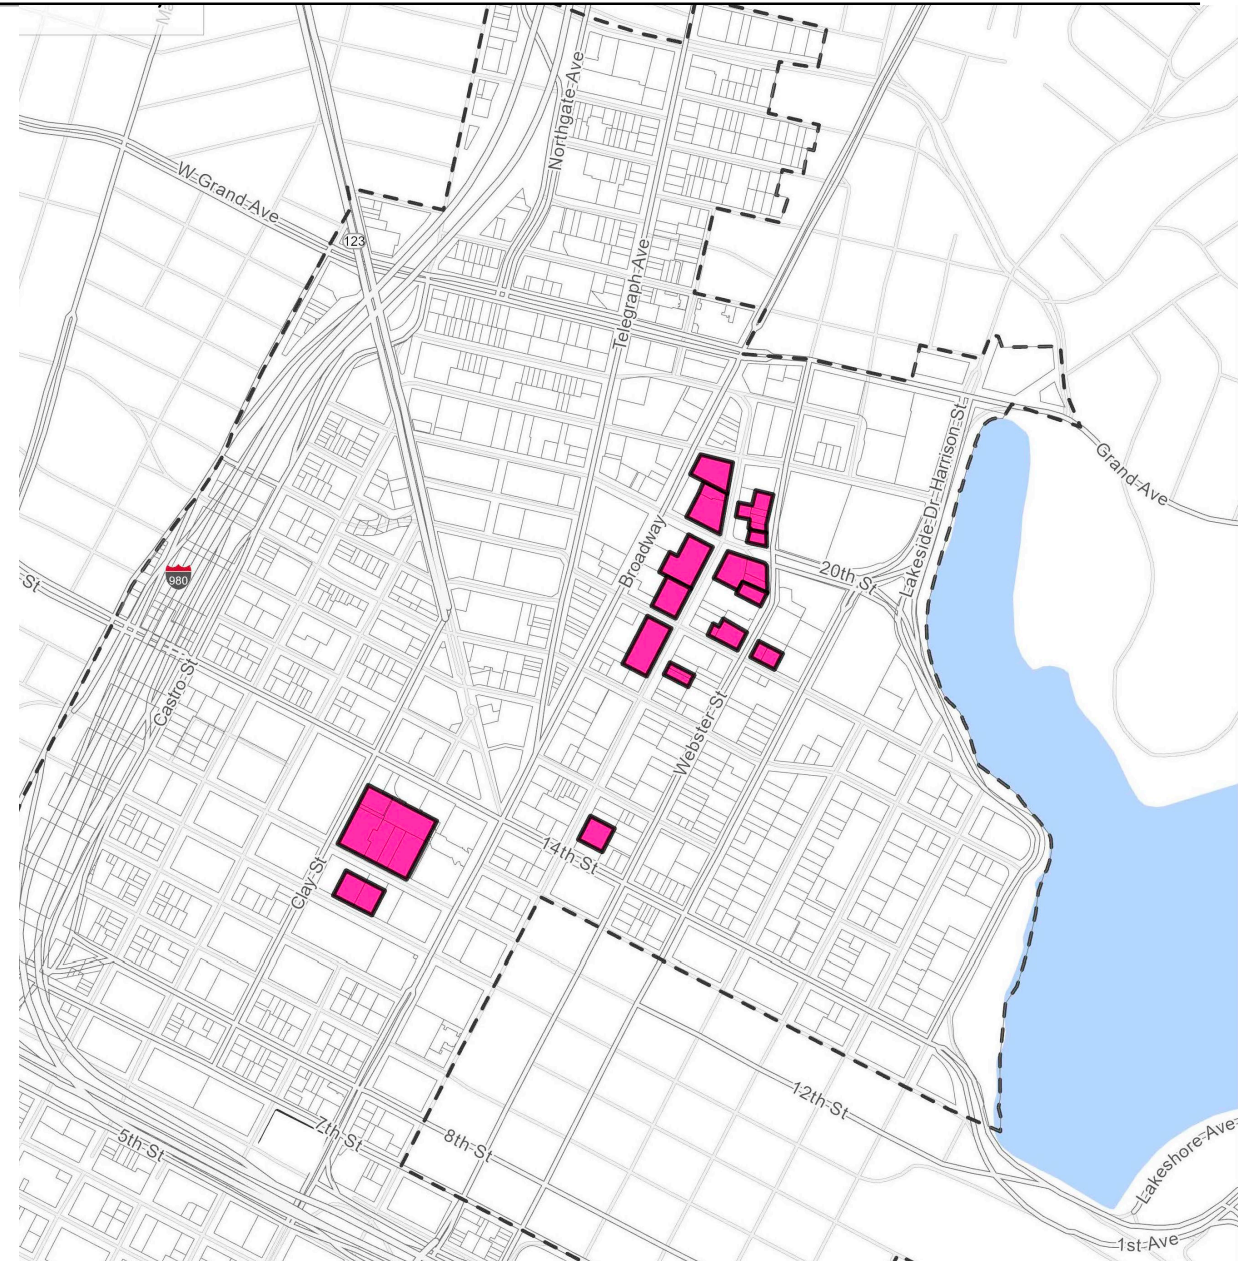 Northgate Ave
W Grand Ave
123
Telegraph Ave
Lakeside Dr
Harrison St
Grand Ave
Broadway
20th St
980
St
Castro St
Webster St
14th St
Clay St
12th St
7th St
8th St
5th St
Lakeshore Ave
1st Ave